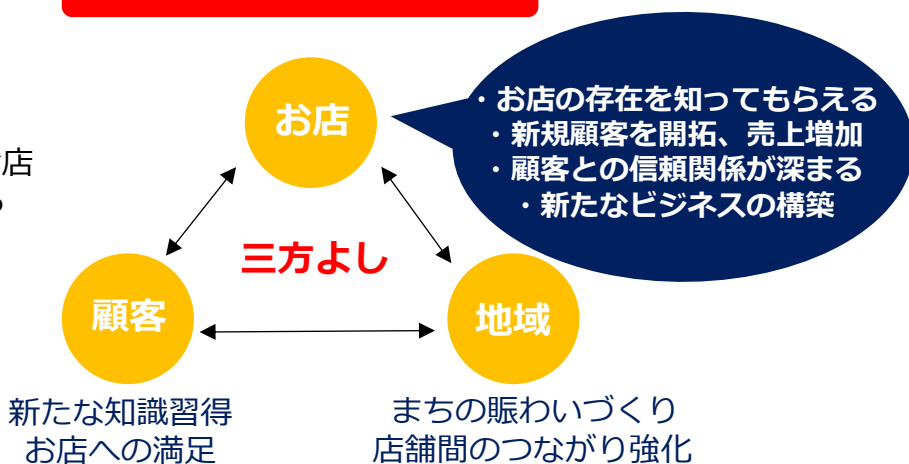 お店
・お店の存在を知ってもらえる
・新規顧客を開拓、売上増加
・顧客との信頼関係が深まる
・新たなビジネスの構築
店
三方よし
顧客
地域
新たな知識習得
お店への満足
まちの賑わいづくり
店舗間のつながり強化